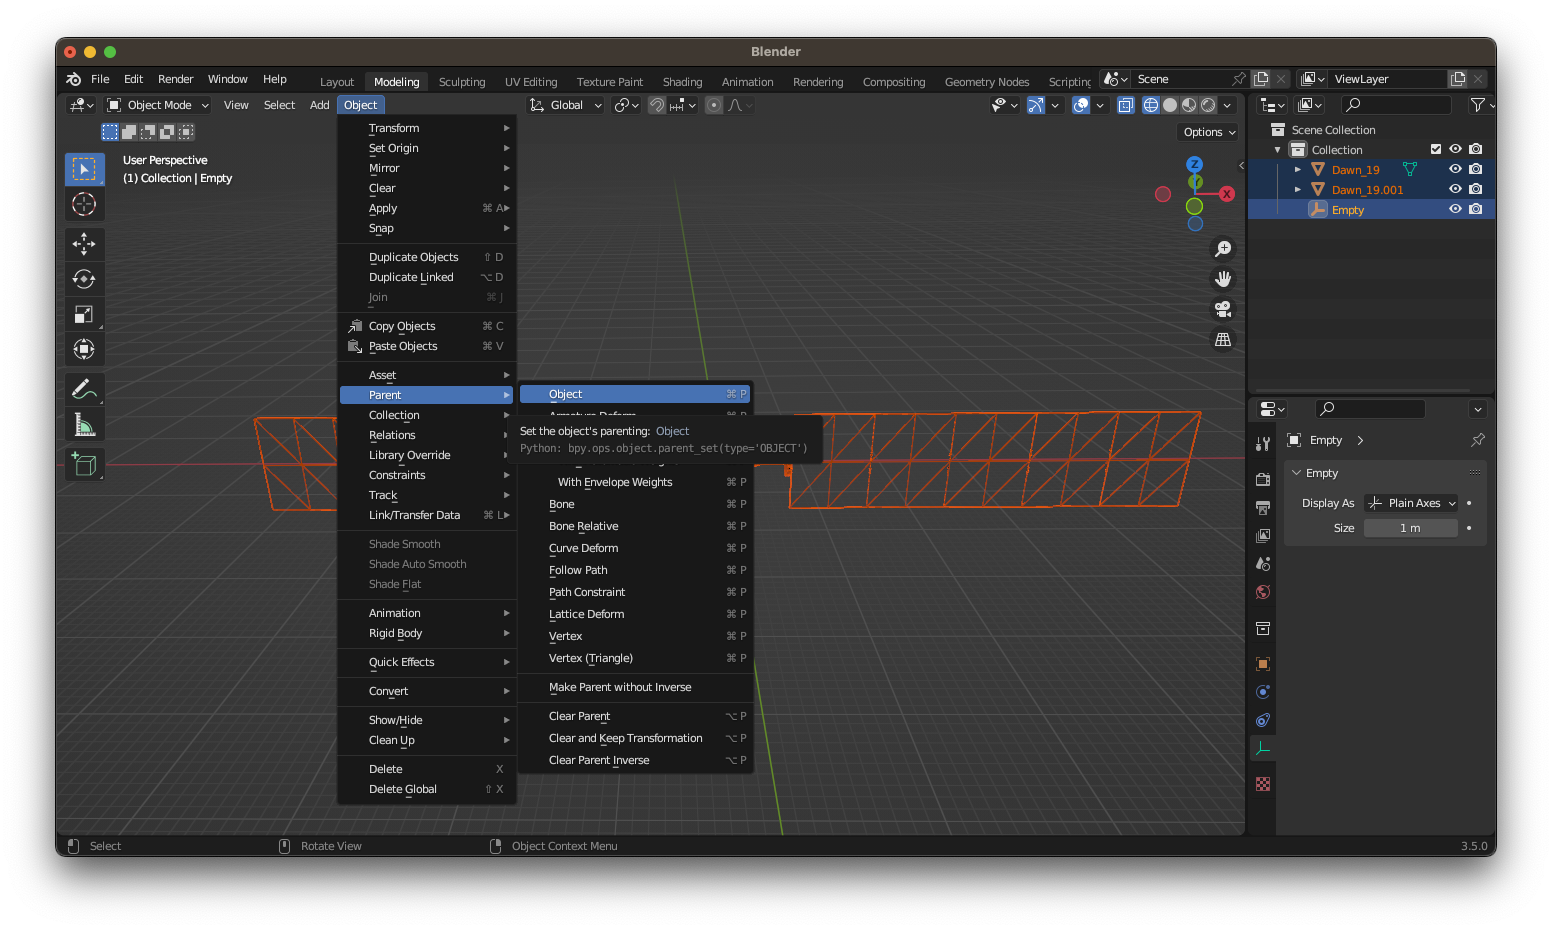 Blender
File Edit Render Window Help Layout Modeling Sculpting UV Editing Texture Paint Shading Animation Rendering Compositing Geometry Nodes Scripting Scene ViewLayer
Object Mode View Select Add Object Global
Options
User Perspective
(1) Collection | Empty
Transform
Set Origin
Mirror
Clear
Apply ⌘ A
Snap
Duplicate Objects ⇧ D
Duplicate Linked ⌥ D
Join ⌘ J
Copy Objects ⌘ C
Paste Objects ⌘ V
Asset
Parent
Collection
Relations
Library Override
Constraints
Track
Link/Transfer Data ⌘ L
Shade Smooth
Shade Auto Smooth
Shade Flat
Animation
Rigid Body
Quick Effects
Convert
Show/Hide
Clean Up
Delete X
Delete Global ⇧ X
Object ⌘ P
Set the object's parenting: Object
Python: bpy.ops.object.parent_set(type='OBJECT')
With Envelope Weights ⌘ P
Bone ⌘ P
Bone Relative ⌘ P
Curve Deform ⌘ P
Follow Path ⌘ P
Path Constraint ⌘ P
Lattice Deform ⌘ P
Vertex ⌘ P
Vertex (Triangle) ⌘ P
Make Parent without Inverse
Clear Parent ⌥ P
Clear and Keep Transformation ⌥ P
Clear Parent Inverse ⌥ P
Z
Y
X
Scene Collection
Collection
Dawn_19
Dawn_19.001
Empty
Empty
Empty
Display As Plain Axes
Size 1 m
Select Rotate View Object Context Menu 3.5.0